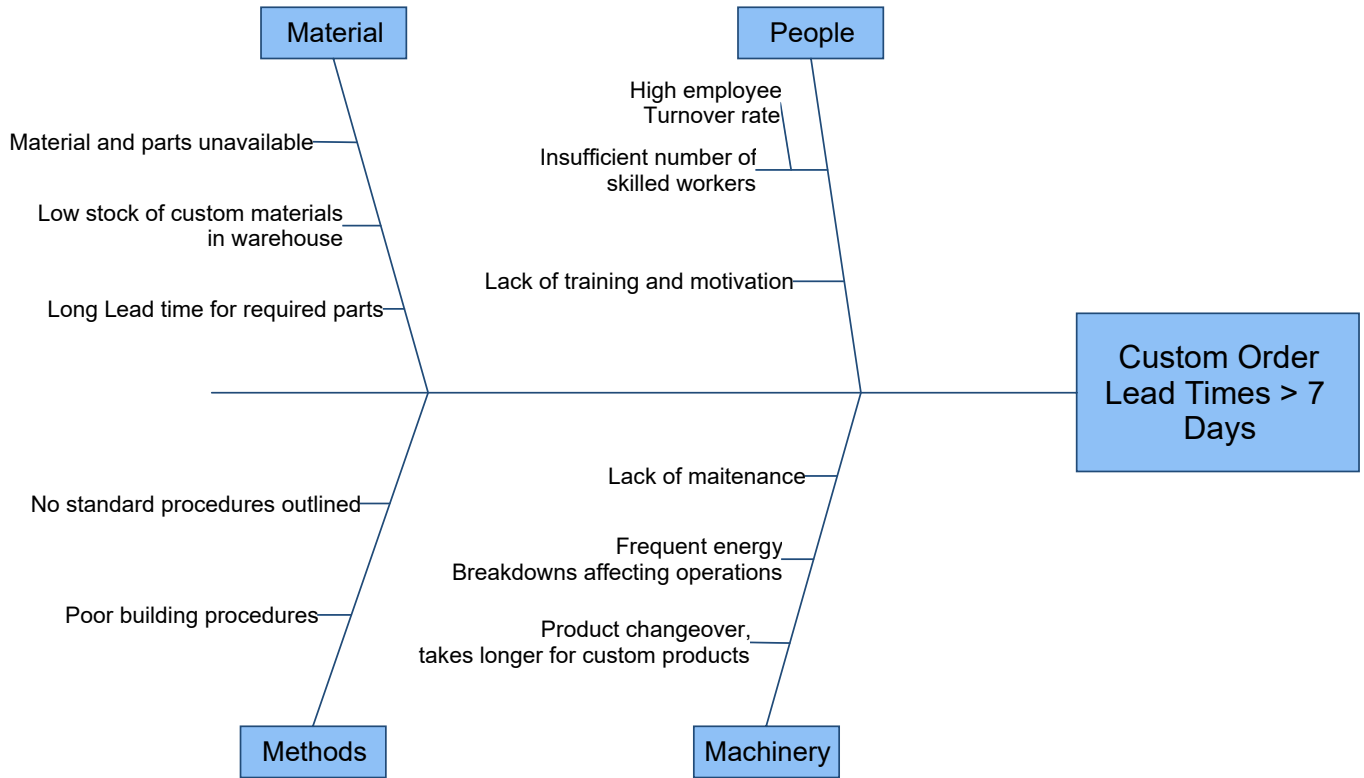 Material
People
High employee
Turnover rate
Material and parts unavailable
Insufficient number of
skilled workers
Low stock of custom materials
in warehouse
Lack of training and motivation
Long Lead time for required parts
Custom Order
Lead Times > 7
Days
No standard procedures outlined
Lack of maitenance
Frequent energy
Breakdowns affecting operations
Poor building procedures
Product changeover,
takes longer for custom products
Methods
Machinery